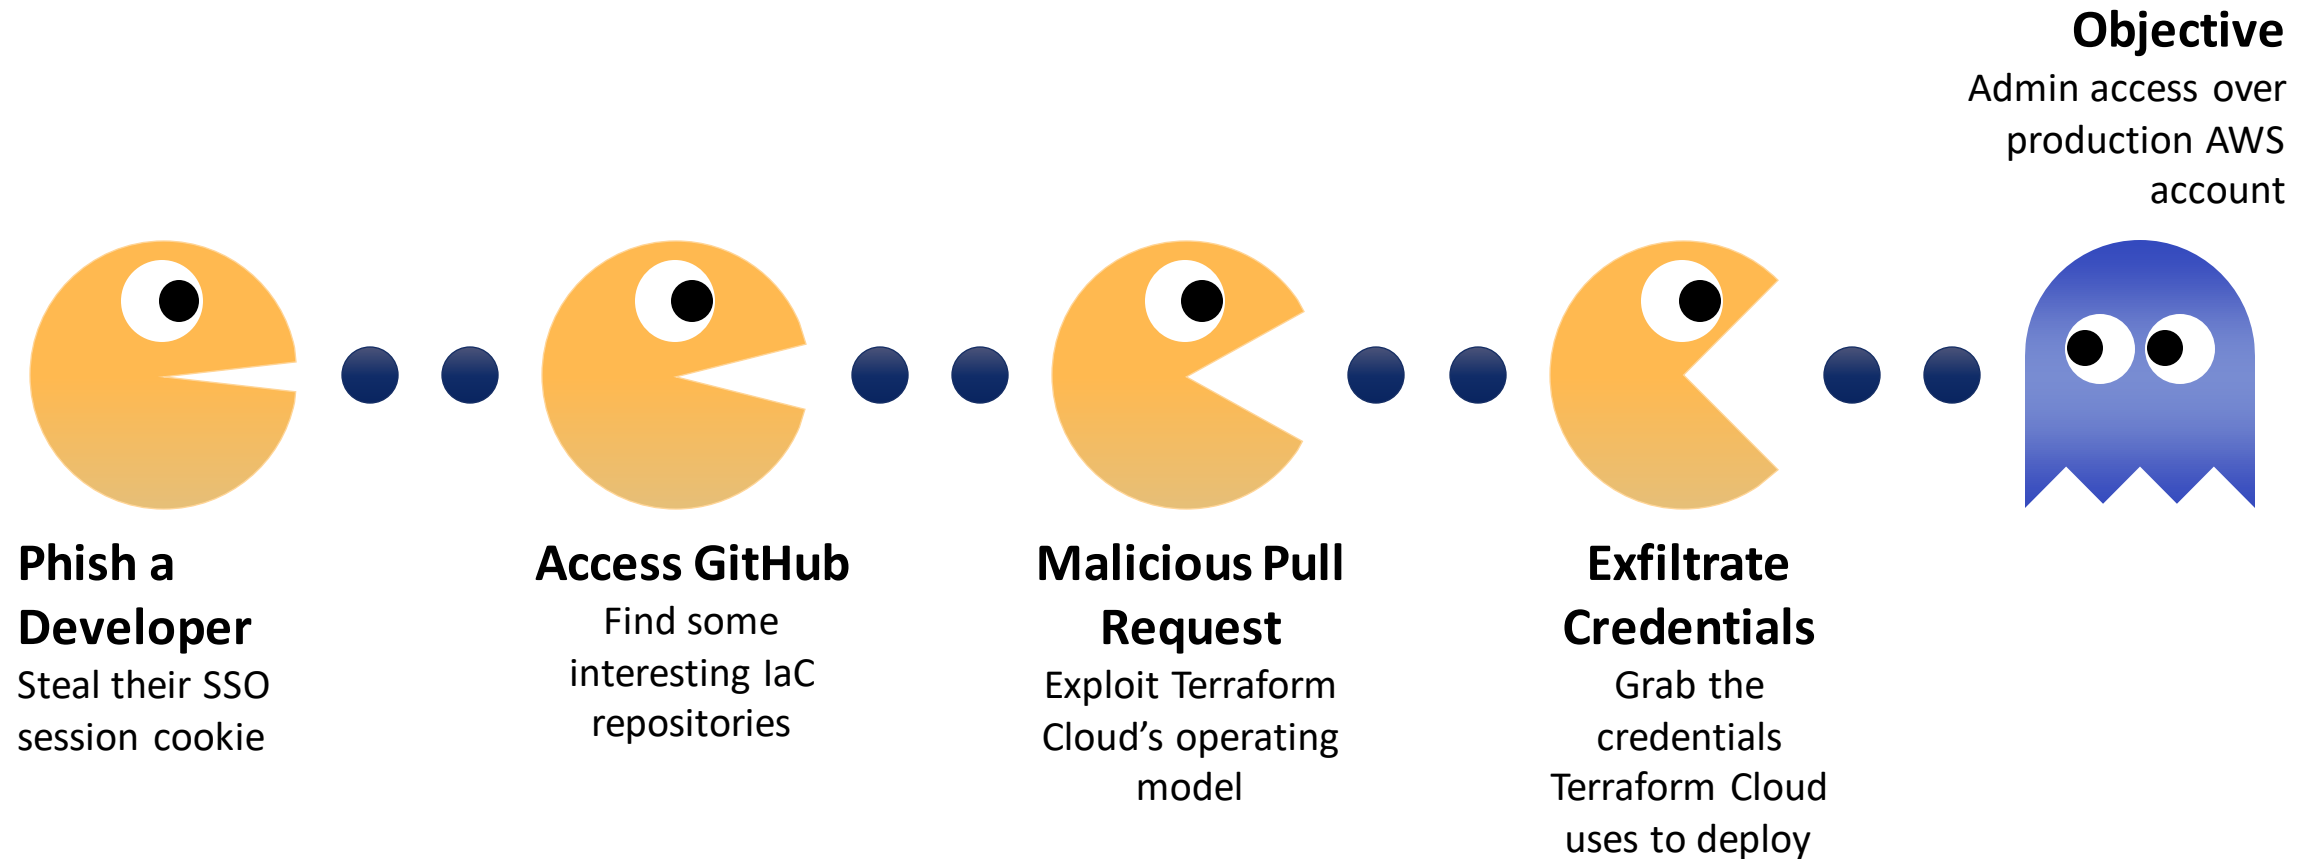 Phish a
Developer
Steal their SSO
session cookie
Access GitHub
Find some
interesting IaC
repositories
Malicious Pull
Request
Exploit Terraform
Cloud’s operating
model
Exfiltrate
Credentials
Grab the
credentials
Terraform Cloud
uses to deploy
Objective
Admin access over
production AWS
account